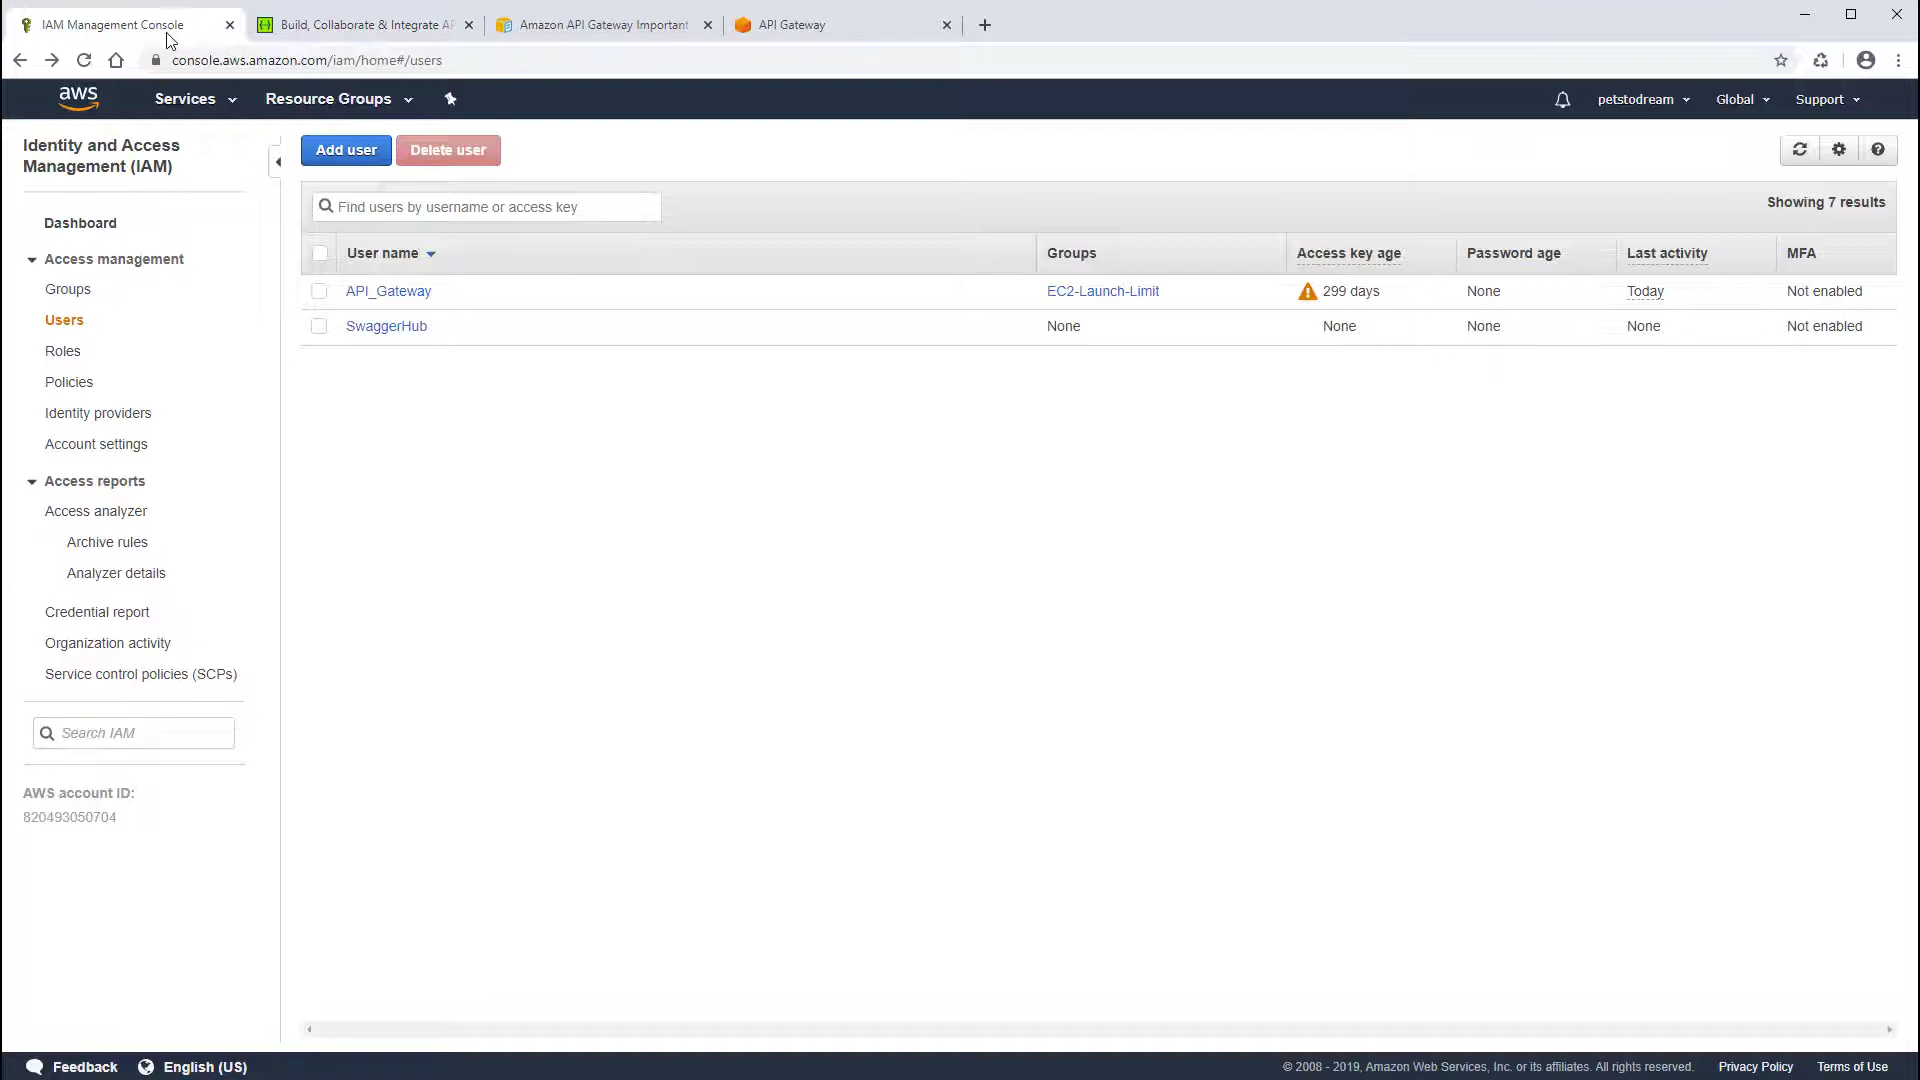 IAM Management Console
Build, Collaborate & Integrate AP
Amazon API Gateway Important
API Gateway
console.aws.amazon.com/iam/home#/users
aws
Services
Resource Groups
petstodream
Global
Support
Identity and Access
Management (IAM)
Dashboard
Access management
Groups
Users
Roles
Policies
Identity providers
Account settings
Access reports
Access analyzer
Archive rules
Analyzer details
Credential report
Organization activity
Service control policies (SCPs)
Search IAM
AWS account ID:
820493050704
Add user
Delete user
Find users by username or access key
Showing 7 results
User name Groups Access key age Password age Last activity MFA
API_Gateway EC2-Launch-Limit 299 days None Today Not enabled
SwaggerHub None None None None Not enabled
Feedback
English (US)
© 2008 - 2019, Amazon Web Services, Inc. or its affiliates. All rights reserved.
Privacy Policy
Terms of Use